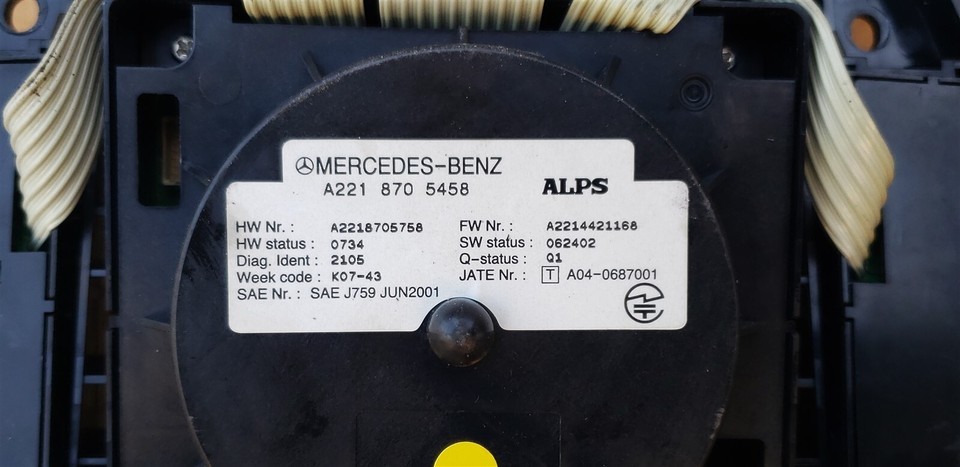 MERCEDES-BENZ
A221 870 5458 ALPS
HW Nr. : A2218705758 FW Nr. : A2214421168
HW status : 0734 SW status : 062402
Diag. Ident : 2105 Q-status : Q1
Week code : K07-43 JATE Nr. : T A04-0687001
SAE Nr. : SAE J759 JUN2001